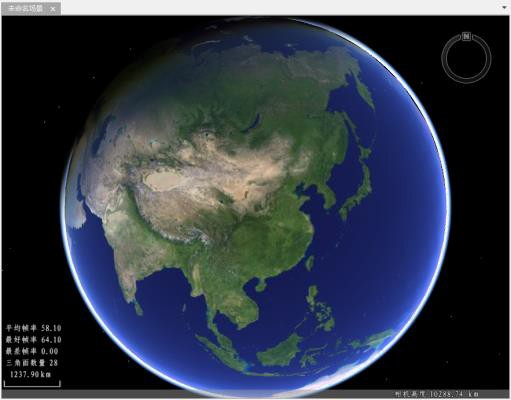 未命名场景
N
平均帧率 58.10
最好帧率 64.10
最差帧率 0.00
三角面数量 28
1237.90km
相机高度 10288.74 km